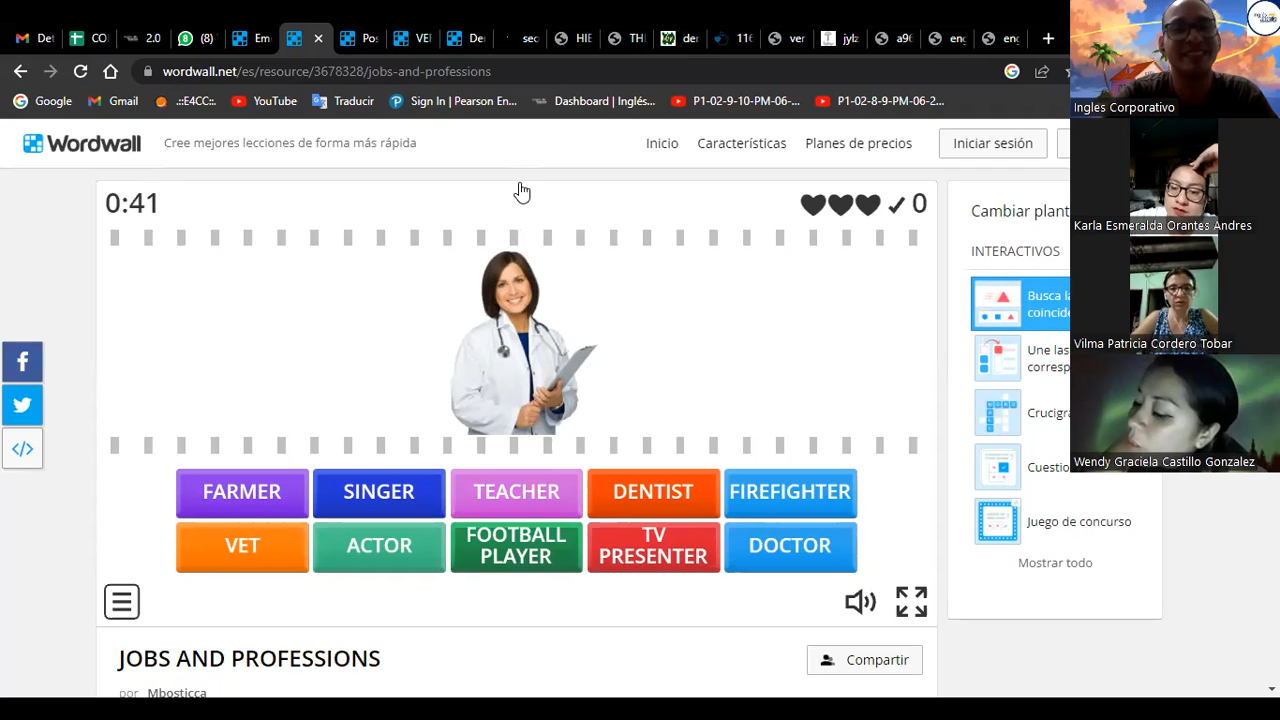 Det
CO
2.0
(8)
Em
Po
VE
De
sec
HIE
TH
der
116
ver
jylz
a96
eng
eng
wordwall.net/es/resource/3678328/jobs-and-professions
Google
Gmail
.::E4CC::.
YouTube
Traducir
Sign In | Pearson En...
Dashboard | Inglés...
P1-02-9-10-PM-06-...
P1-02-8-9-PM-06-2...
Wordwall
Cree mejores lecciones de forma más rápida
Inicio
Características
Planes de precios
Iniciar sesión
0:41
0
FARMER
SINGER
TEACHER
DENTIST
FIREFIGHTER
VET
ACTOR
FOOTBALL
PLAYER
TV
PRESENTER
DOCTOR
JOBS AND PROFESSIONS
Compartir
por Mbosticca
Cambiar plant
INTERACTIVOS
Busca la
coincide
Une las
corresp
Crucigra
Cuestio
Juego de concurso
Mostrar todo
Ingles Corporativo
Karla Esmeralda Orantes Andres
Vilma Patricia Cordero Tobar
Wendy Graciela Castillo Gonzalez